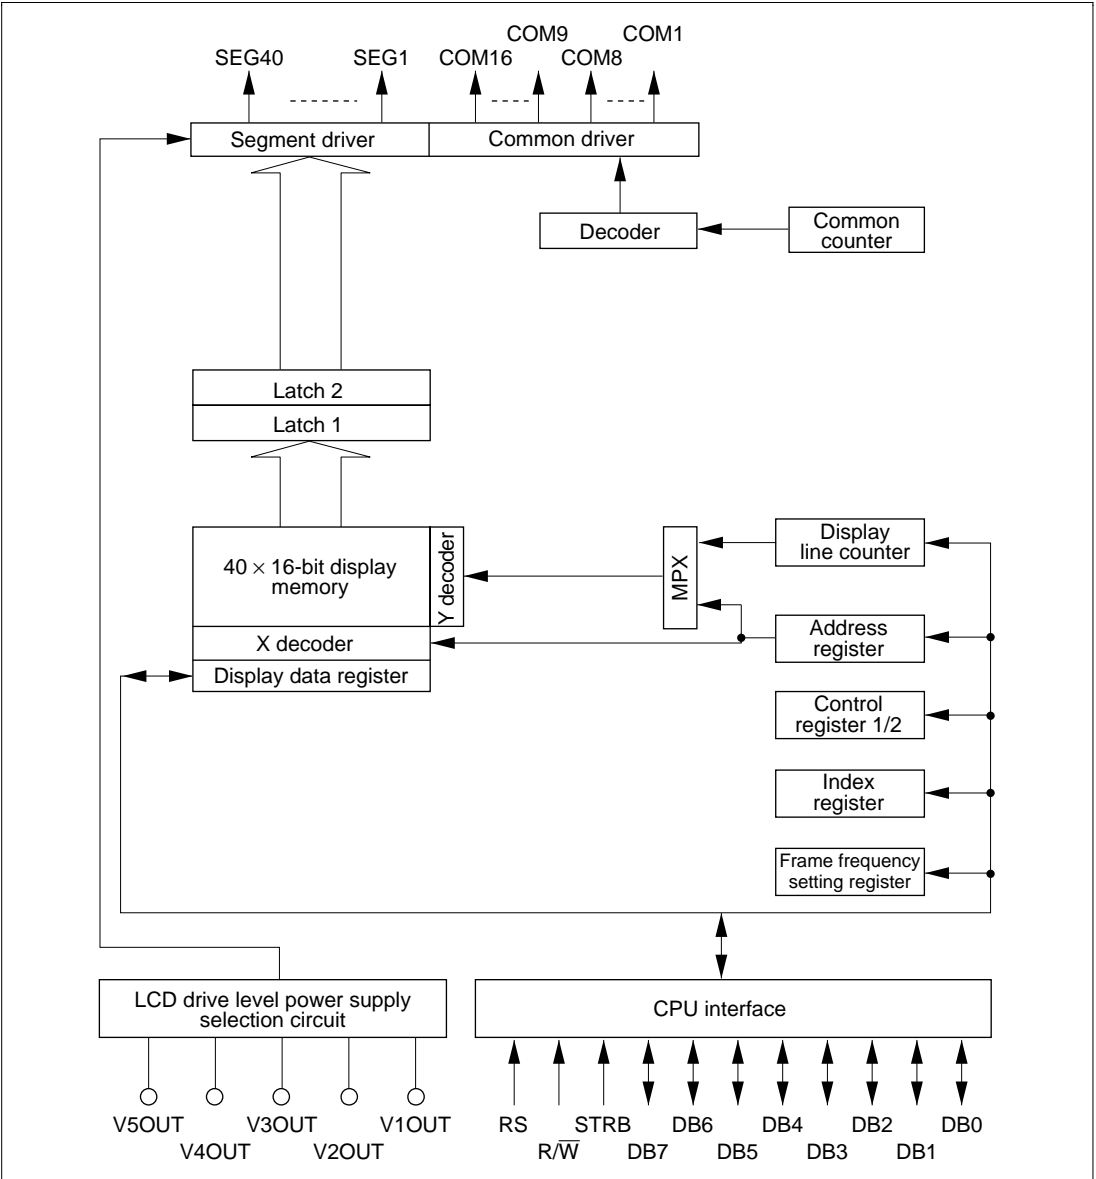 COM9 COM1
SEG40 SEG1 COM16 COM8
Segment driver Common driver
Decoder
Common
counter
Latch 2
Latch 1
40 × 16-bit display
memory
Y decoder
MPX
Display
line counter
X decoder
Address
register
Display data register
Control
register 1/2
Index
register
Frame frequency
setting register
LCD drive level power supply
selection circuit
CPU interface
V5OUT V3OUT V1OUT RS STRB DB6 DB4 DB2 DB0
V4OUT V2OUT R/W̅ DB7 DB5 DB3 DB1